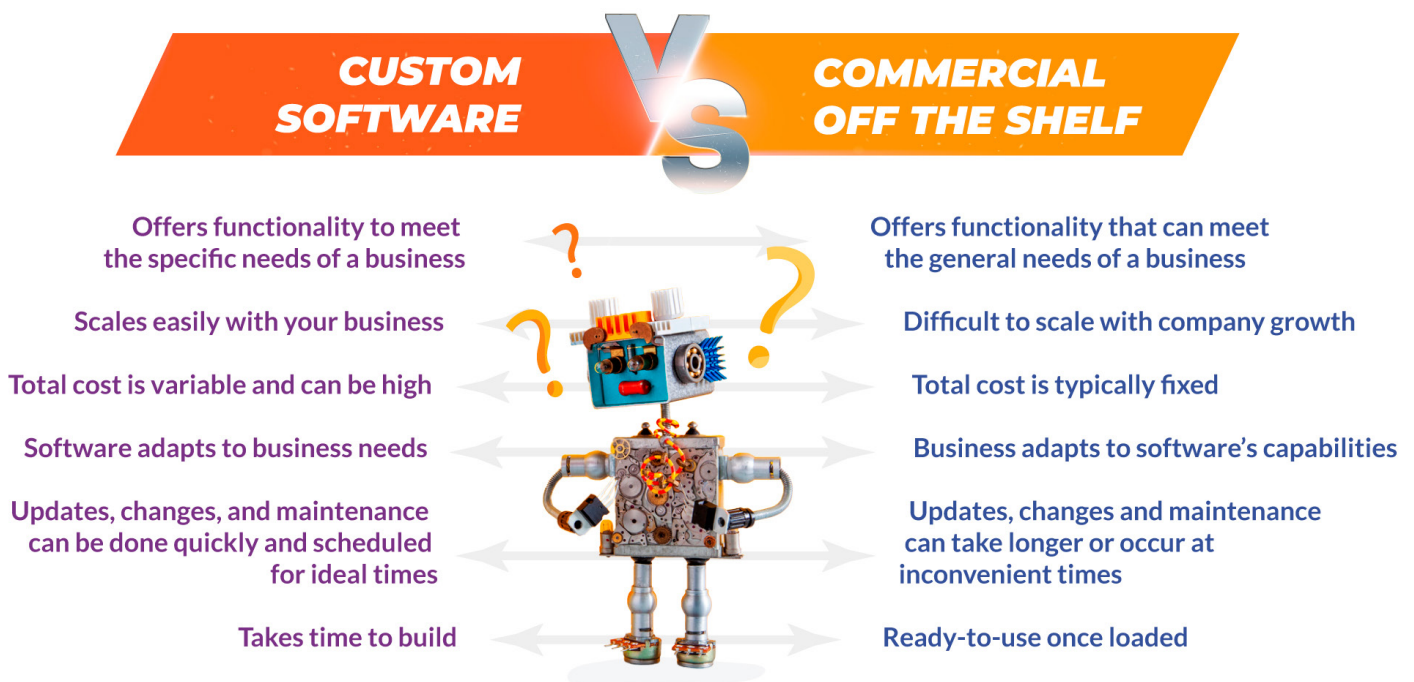 CUSTOM
SOFTWARE
VS
COMMERCIAL
OFF THE SHELF
Offers functionality to meet
the specific needs of a business
Offers functionality that can meet
the general needs of a business
Scales easily with your business
Difficult to scale with company growth
Total cost is variable and can be high
Total cost is typically fixed
Software adapts to business needs
Business adapts to software’s capabilities
Updates, changes, and maintenance
can be done quickly and scheduled
for ideal times
Updates, changes and maintenance
can take longer or occur at
inconvenient times
Takes time to build
Ready-to-use once loaded